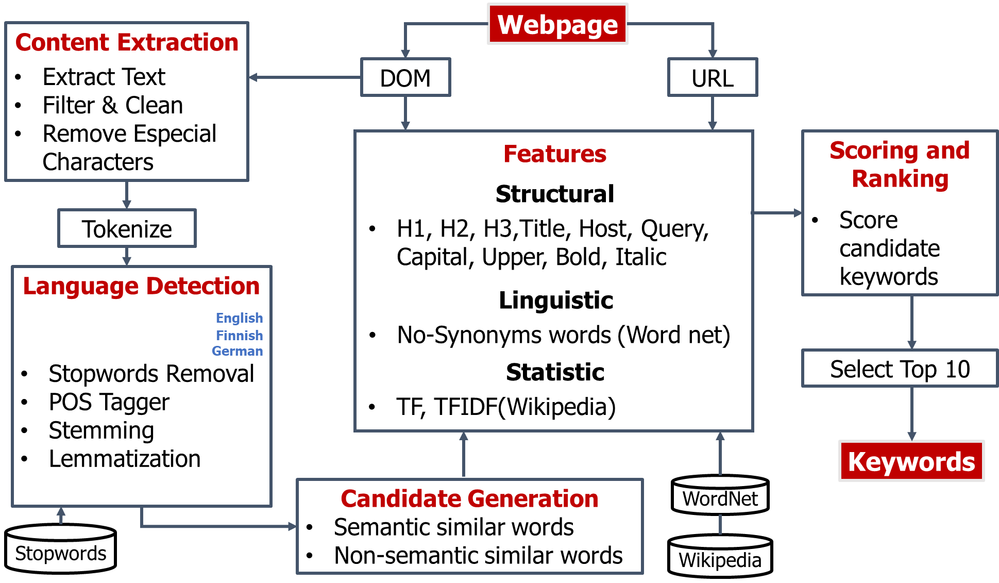 Webpage
DOM
URL
Content Extraction
• Extract Text
• Filter & Clean
• Remove Especial
Characters
Tokenize
Language Detection
English
Finnish
German
• Stopwords Removal
• POS Tagger
• Stemming
• Lemmatization
Stopwords
Candidate Generation
• Semantic similar words
• Non-semantic similar words
Features
Structural
• H1, H2, H3,Title, Host, Query,
Capital, Upper, Bold, Italic
Linguistic
• No-Synonyms words (Word net)
Statistic
• TF, TFIDF(Wikipedia)
WordNet
Wikipedia
Scoring and
Ranking
• Score
candidate
keywords
Select Top 10
Keywords